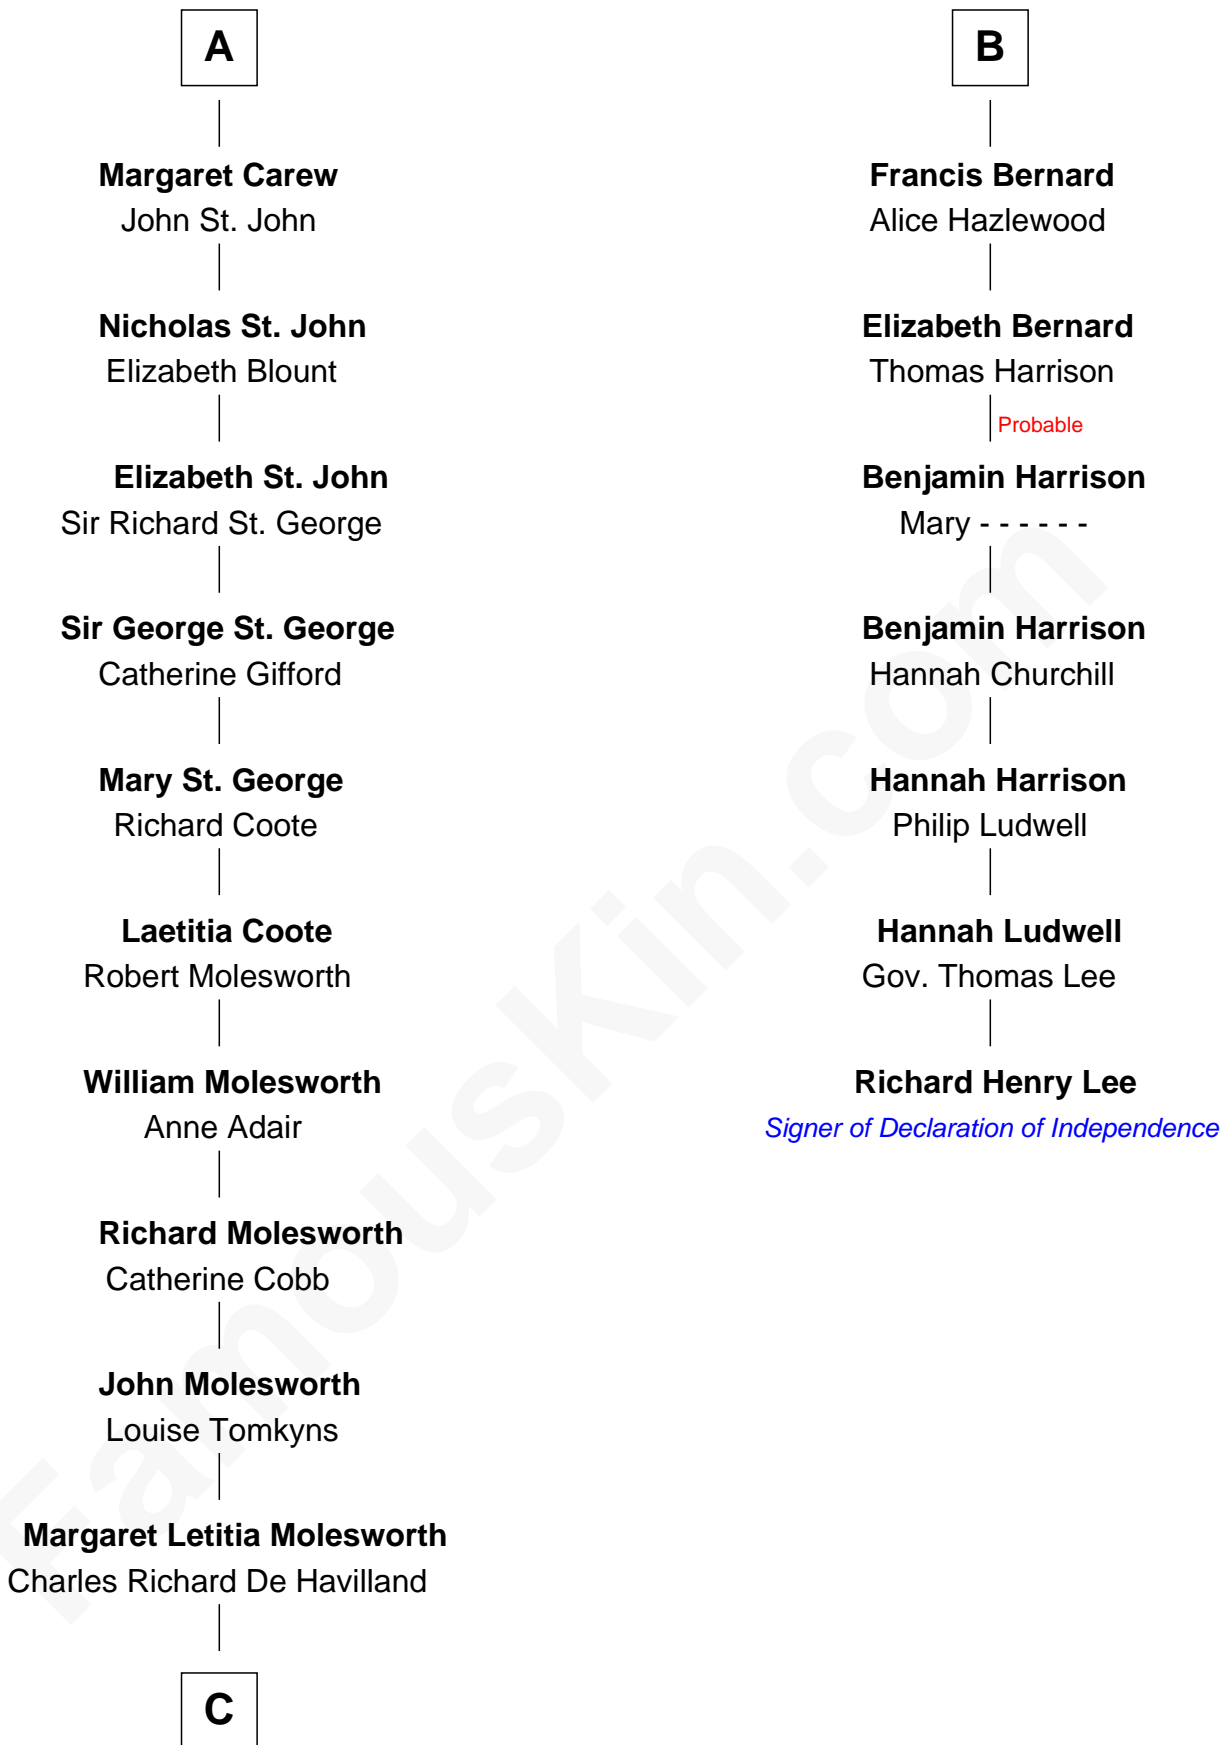 A
Margaret Carew
John St. John
Nicholas St. John
Elizabeth Blount
Elizabeth St. John
Sir Richard St. George
Sir George St. George
Catherine Gifford
Mary St. George
Richard Coote
Laetitia Coote
Robert Molesworth
William Molesworth
Anne Adair
Richard Molesworth
Catherine Cobb
John Molesworth
Louise Tomkyns
Margaret Letitia Molesworth
Charles Richard De Havilland
C
B
Francis Bernard
Alice Hazlewood
Elizabeth Bernard
Thomas Harrison
Probable
Benjamin Harrison
Mary - - - - - -
Benjamin Harrison
Hannah Churchill
Hannah Harrison
Philip Ludwell
Hannah Ludwell
Gov. Thomas Lee
Richard Henry Lee
Signer of Declaration of Independence
FamousKin.com